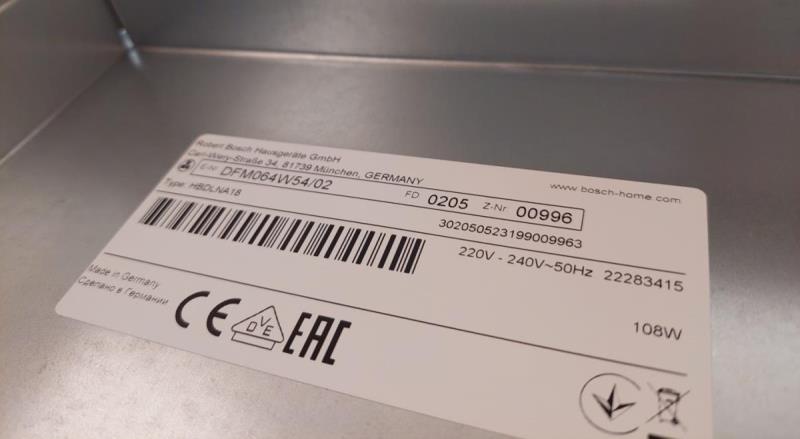 Robert Bosch Hausgeräte GmbH
Carl-Wery-Straße 34, 81739 München, GERMANY
www.bosch-home.com
E-Nr DFM064W54/02 FD 0205 Z-Nr 00996
Type: HBDLNA18 302050523199009963
220V - 240V~50Hz 22283415
Made in Germany
Сделано в Германии
108W
CE DVE EAC